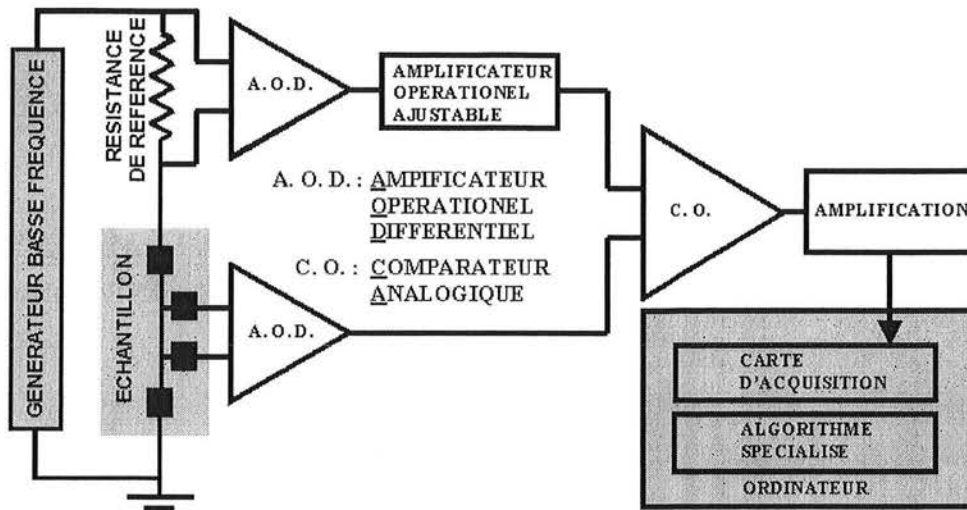 GENERATEUR BASSE FREQUENCE
RESISTANCE
DE REFERENCE
A.O.D.
AMPLIFICATEUR
OPERATIONEL
AJUSTABLE
A. O. D. : AMPIFICATEUR
OPERATIONEL
DIFFERENTIEL
C. O. : COMPARATEUR
ANALOGIQUE
C. O.
AMPLIFICATION
ECHANTILLON
A.O.D.
CARTE
D'ACQUISITION
ALGORITHME
SPECIALISE
ORDINATEUR